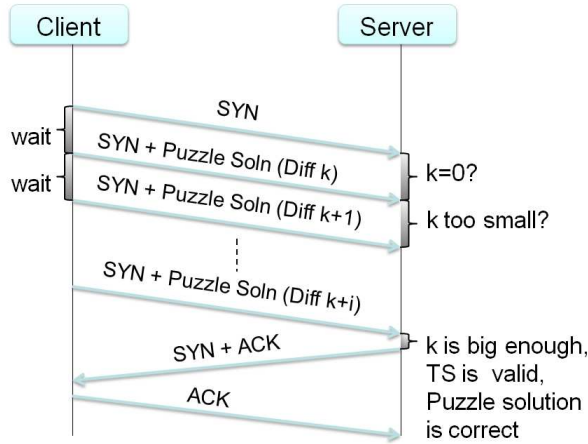 Client
Server
SYN
wait
SYN + Puzzle Soln (Diff k)
k=0?
wait
SYN + Puzzle Soln (Diff k+1)
k too small?
SYN + Puzzle Soln (Diff k+i)
SYN + ACK
k is big enough,
TS is valid,
Puzzle solution
is correct
ACK